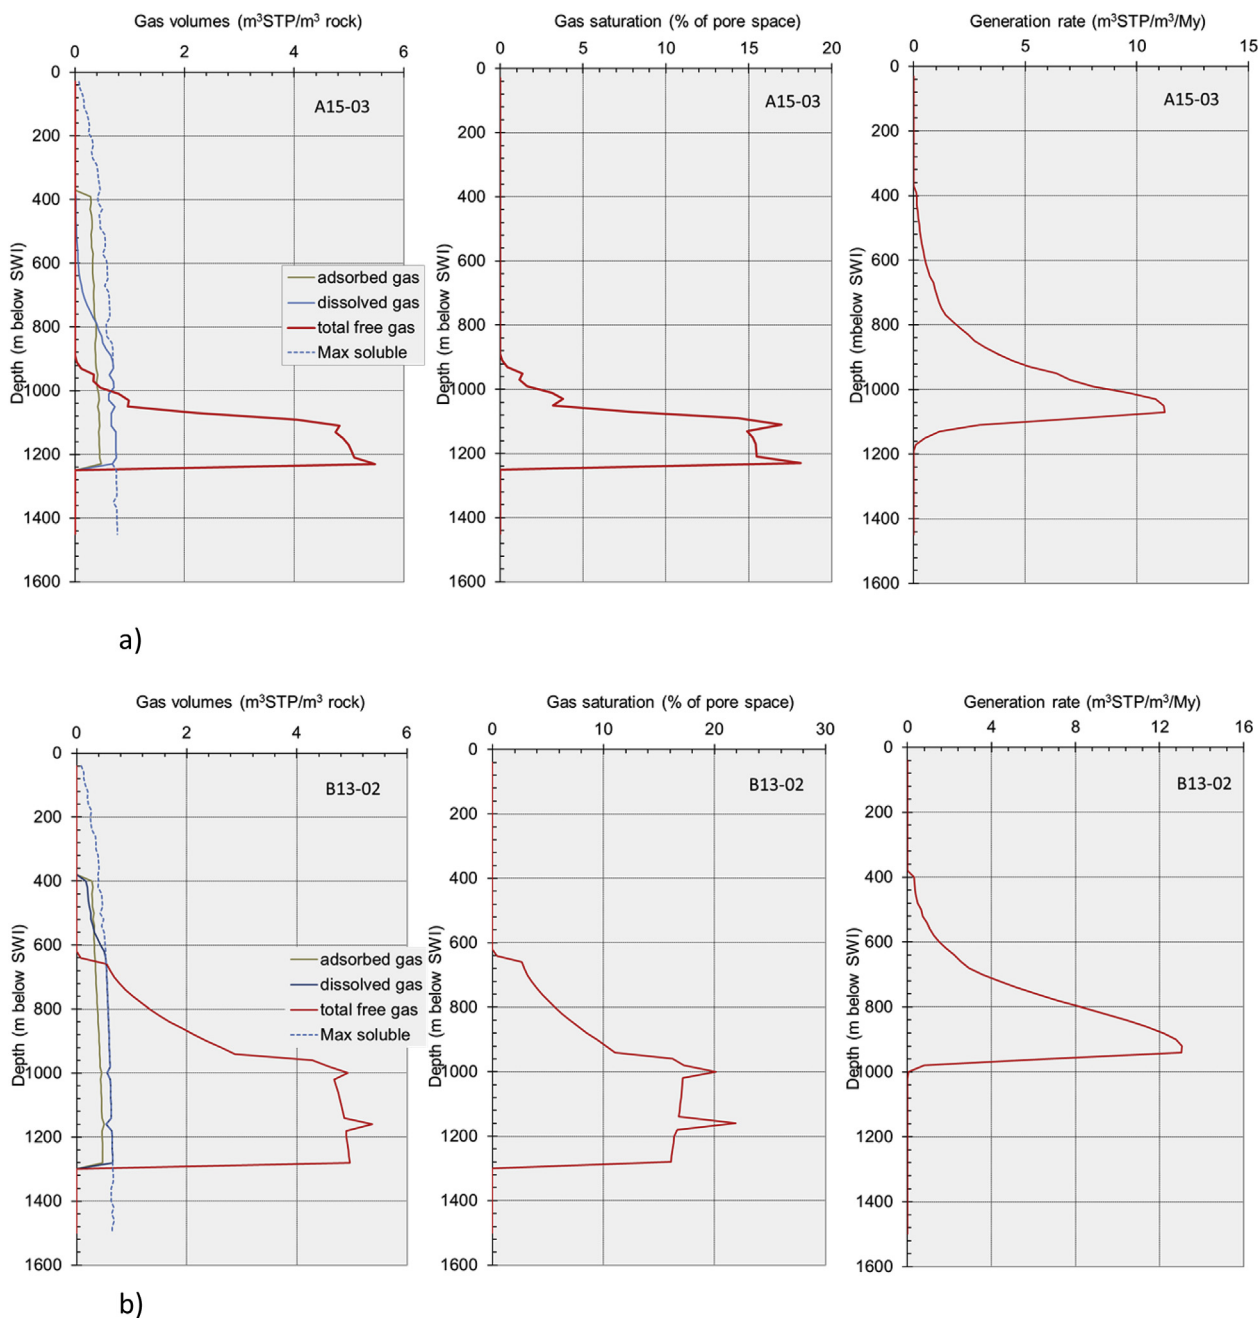 Gas volumes (m³STP/m³ rock)
0 2 4 6
0
200
400
600
800
1000
1200
1400
1600
Depth (m below SWI)
A15-03
adsorbed gas
dissolved gas
total free gas
Max soluble
Gas saturation (% of pore space)
0 5 10 15 20
0
200
400
600
800
1000
1200
1400
1600
Depth (m below SWI)
A15-03
Generation rate (m³STP/m³/My)
0 5 10 15
0
200
400
600
800
1000
1200
1400
1600
Depth (mbelow SWI)
A15-03
a)
Gas volumes (m³STP/m³ rock)
0 2 4 6
0
200
400
600
800
1000
1200
1400
1600
Depth (m below SWI)
B13-02
adsorbed gas
dissolved gas
total free gas
Max soluble
Gas saturation (% of pore space)
0 10 20 30
0
200
400
600
800
1000
1200
1400
1600
Depth (m below SWI)
B13-02
Generation rate (m³STP/m³/My)
0 4 8 12 16
0
200
400
600
800
1000
1200
1400
1600
Depth (m below SWI)
B13-02
b)